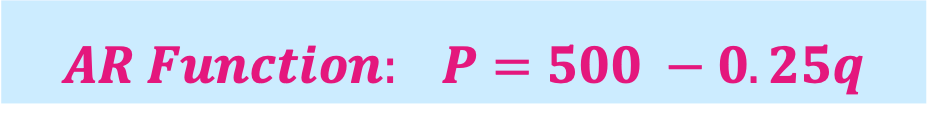 AR Function: P = 500 − 0.25q